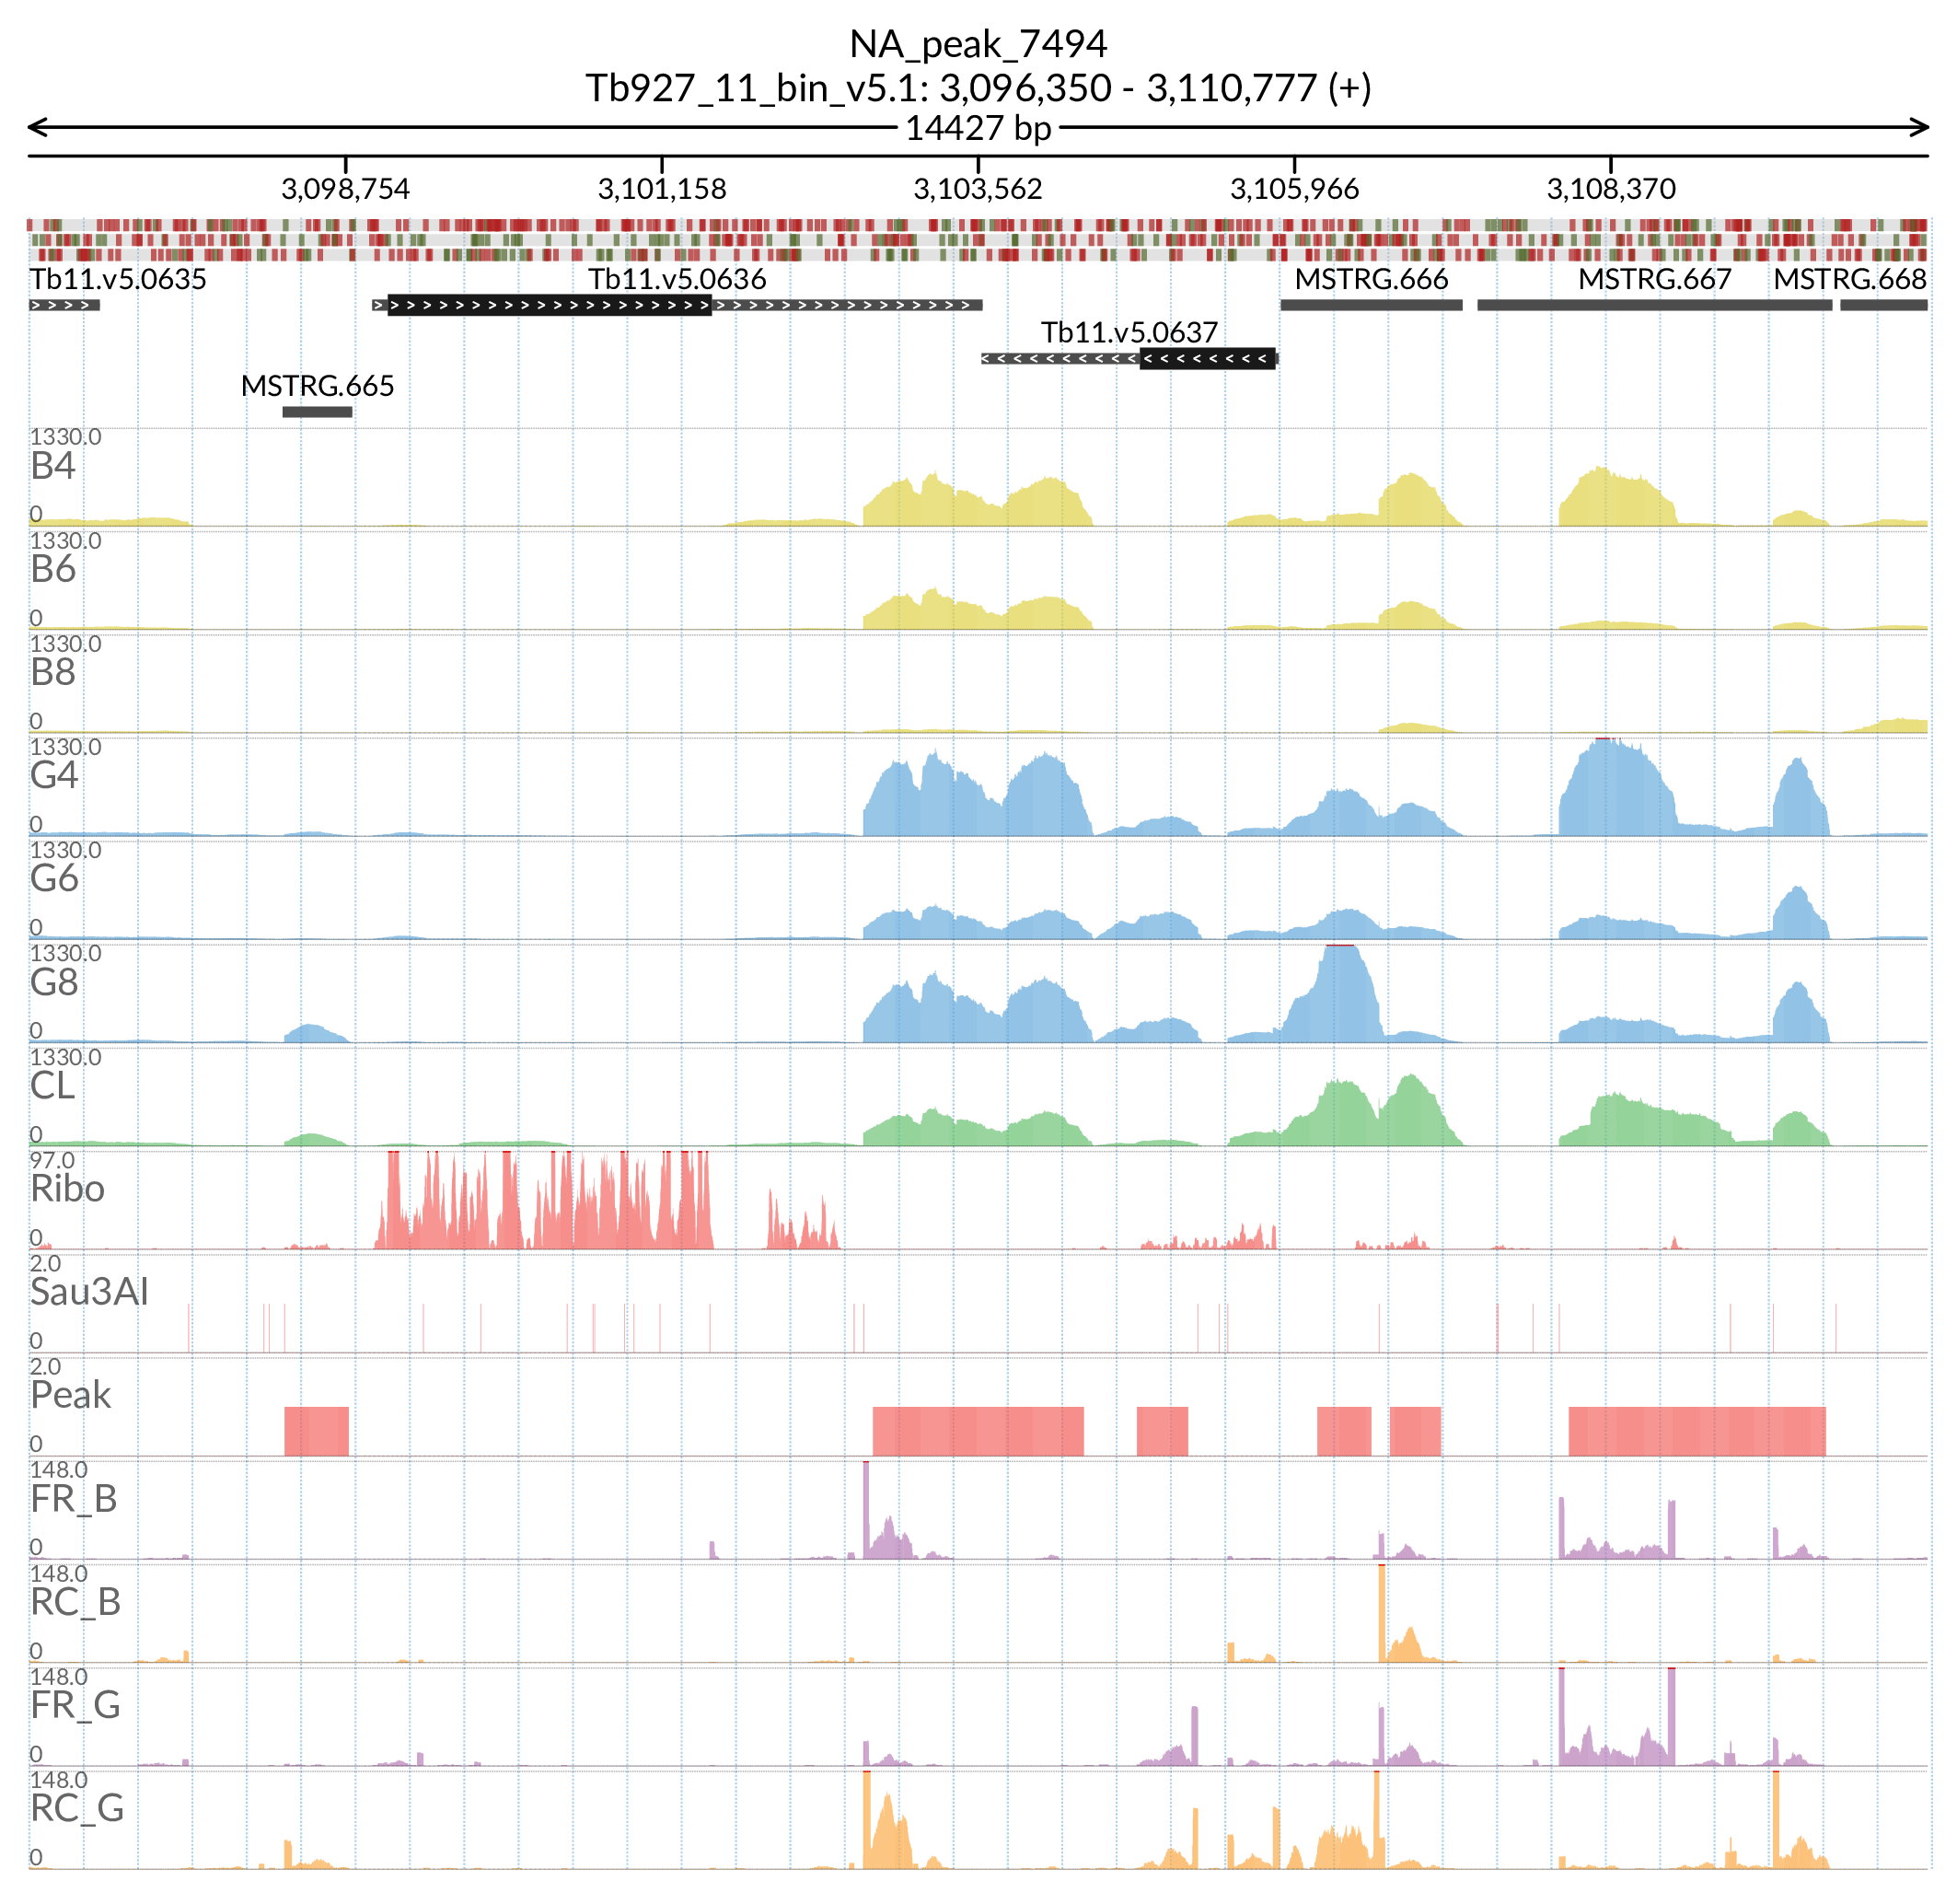 NA_peak_7494
Tb927_11_bin_v5.1: 3,096,350 - 3,110,777 (+)
14427 bp
3,098,754 3,101,158 3,103,562 3,105,966 3,108,370
Tb11.v5.0635 Tb11.v5.0636 MSTRG.666 MSTRG.667 MSTRG.668
Tb11.v5.0637
MSTRG.665
1330.0
B4
0
1330.0
B6
0
1330.0
B8
0
1330.0
G4
0
1330.0
G6
0
1330.0
G8
0
1330.0
CL
0
97.0
Ribo
0
2.0
Sau3AI
0
2.0
Peak
0
148.0
FR_B
0
148.0
RC_B
0
148.0
FR_G
0
148.0
RC_G
0